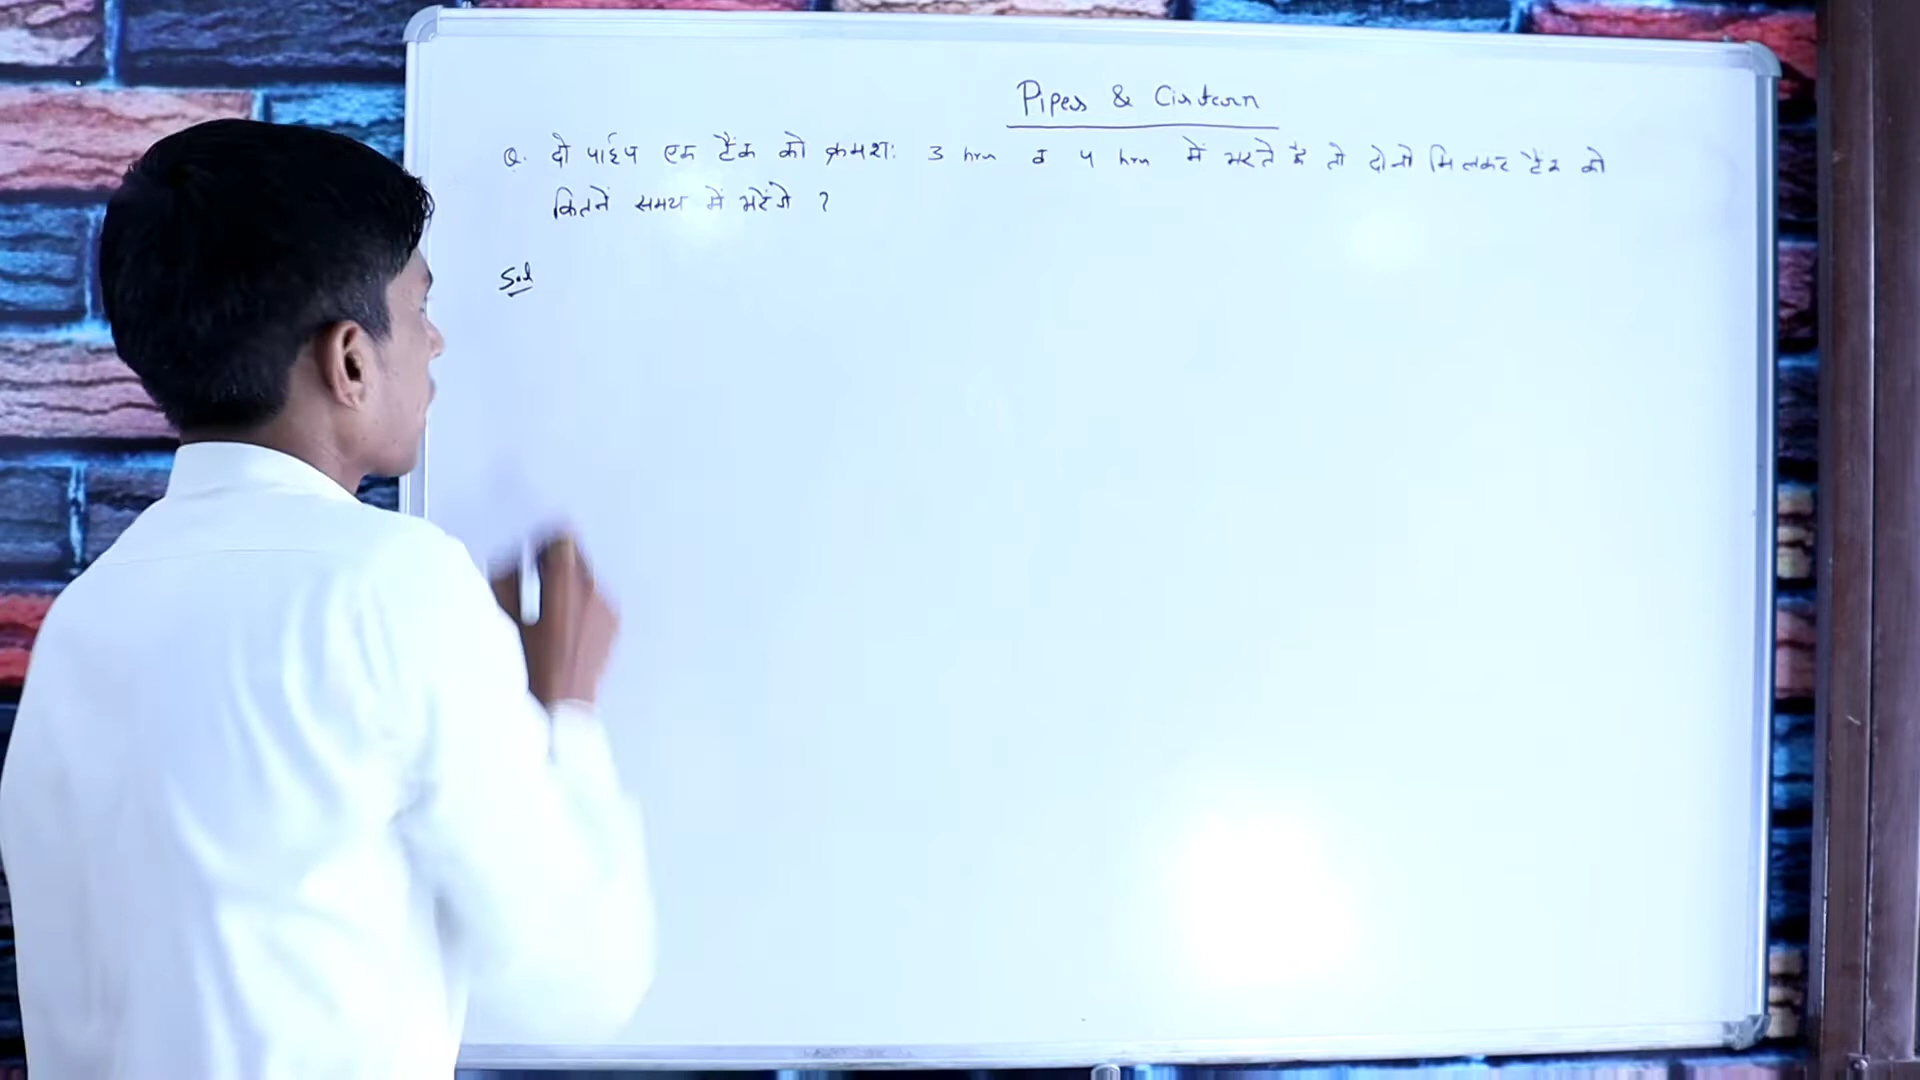 Pipes & Cistern
Q. दो पाईप एक टैंक को क्रमश: 3 hrs व 4 hrs में भरते है तो दोनो मिलकर टैंक को
कितनें समय में भरेंगे ?
Sol